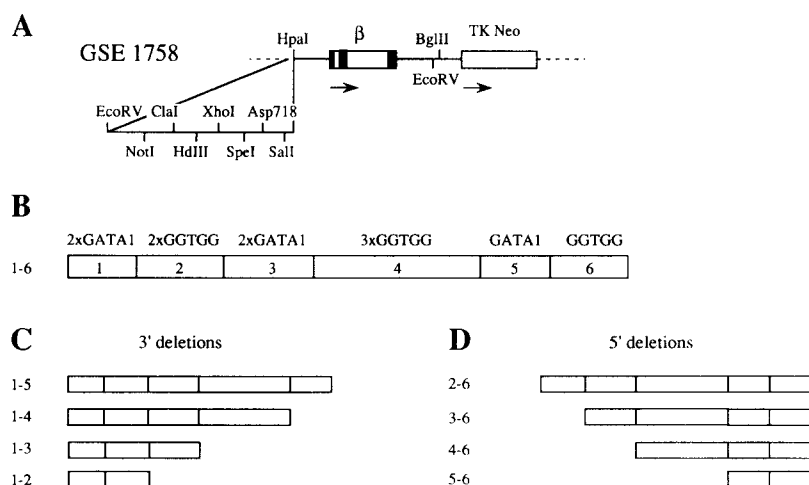 A
GSE 1758
HpaI
β
BglII
TK Neo
EcoRV
EcoRV ClaI XhoI Asp718
NotI HdIII SpeI SalI
B
2xGATA1 2xGGTGG 2xGATA1 3xGGTGG GATA1 GGTGG
1-6 1 2 3 4 5 6
C 3' deletions
1-5
1-4
1-3
1-2
D 5' deletions
2-6
3-6
4-6
5-6